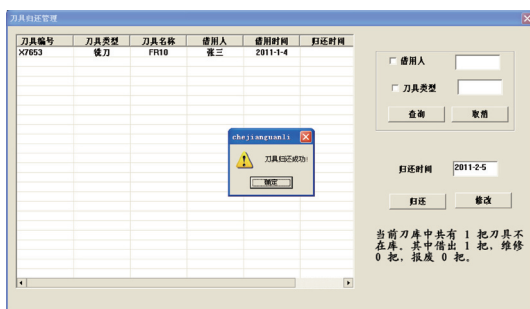 刀具归还管理
刀具编号 刀具类型 刀具名称 借用人 借用时间 归还时间
X7653 铣刀 FR10 张三 2011-1-4
借用人
刀具类型
查询 取消
chejianguanli
刀具归还成功!
确定
归还时间 2011-2-5
归还 修改
当前刀库中共有 1 把刀具不
在库。其中借出 1 把，维修
0 把，报废 0 把。